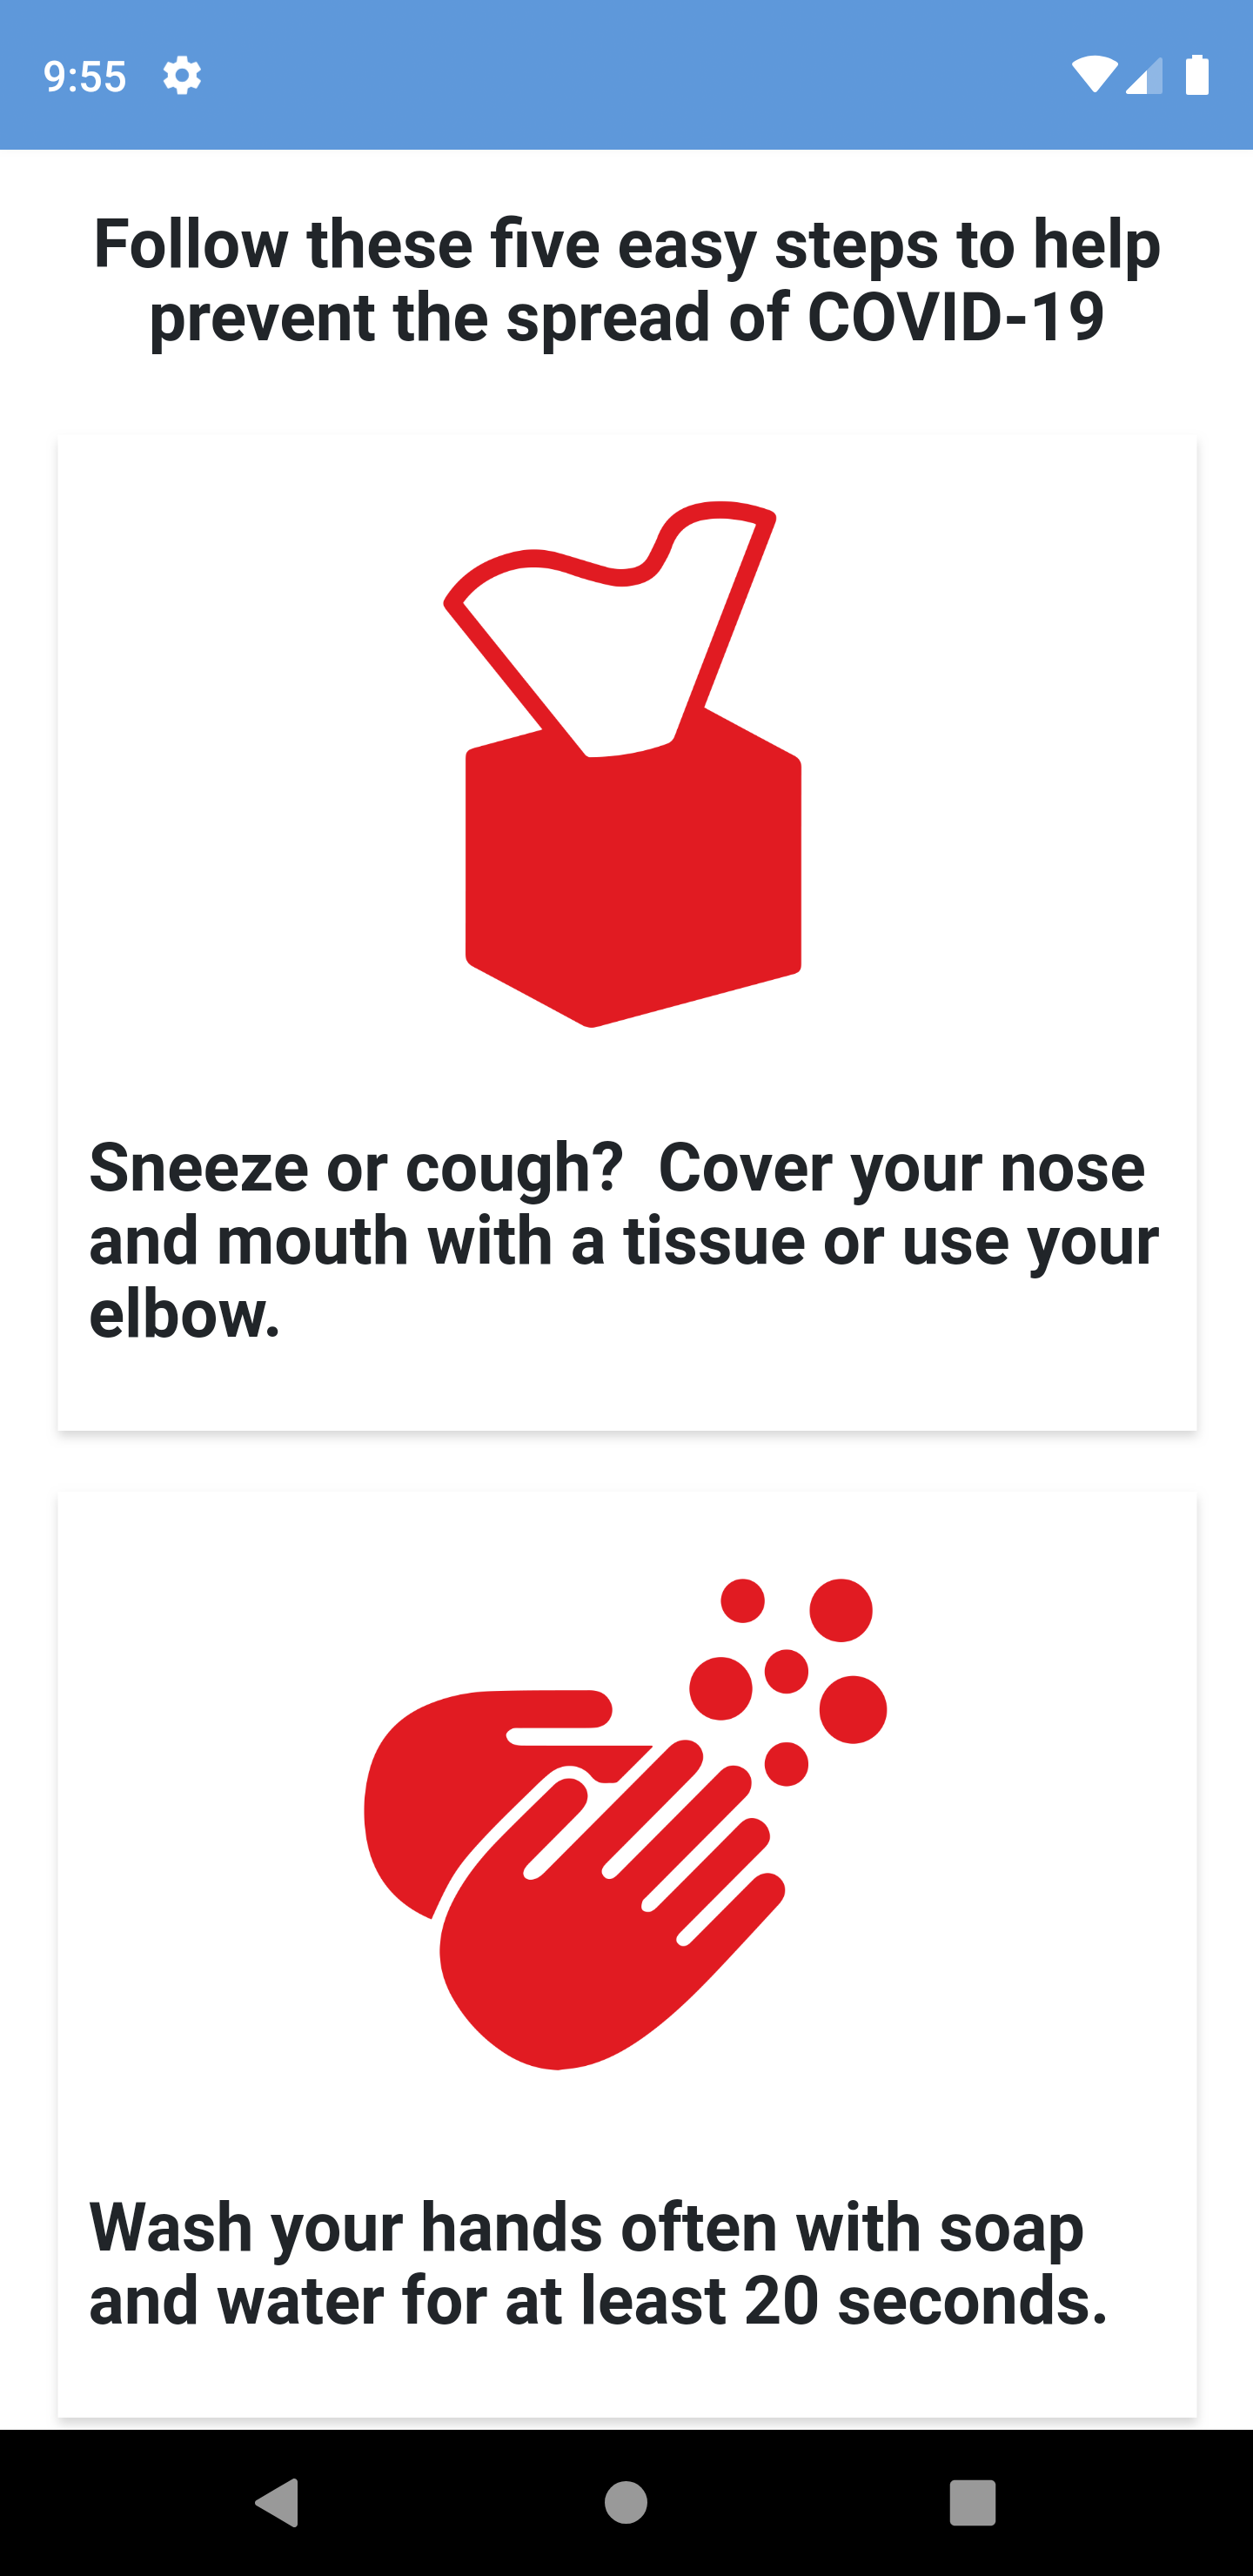 9:55
Follow these five easy steps to help
prevent the spread of COVID-19
Sneeze or cough?  Cover your nose
and mouth with a tissue or use your
elbow.
Wash your hands often with soap
and water for at least 20 seconds.